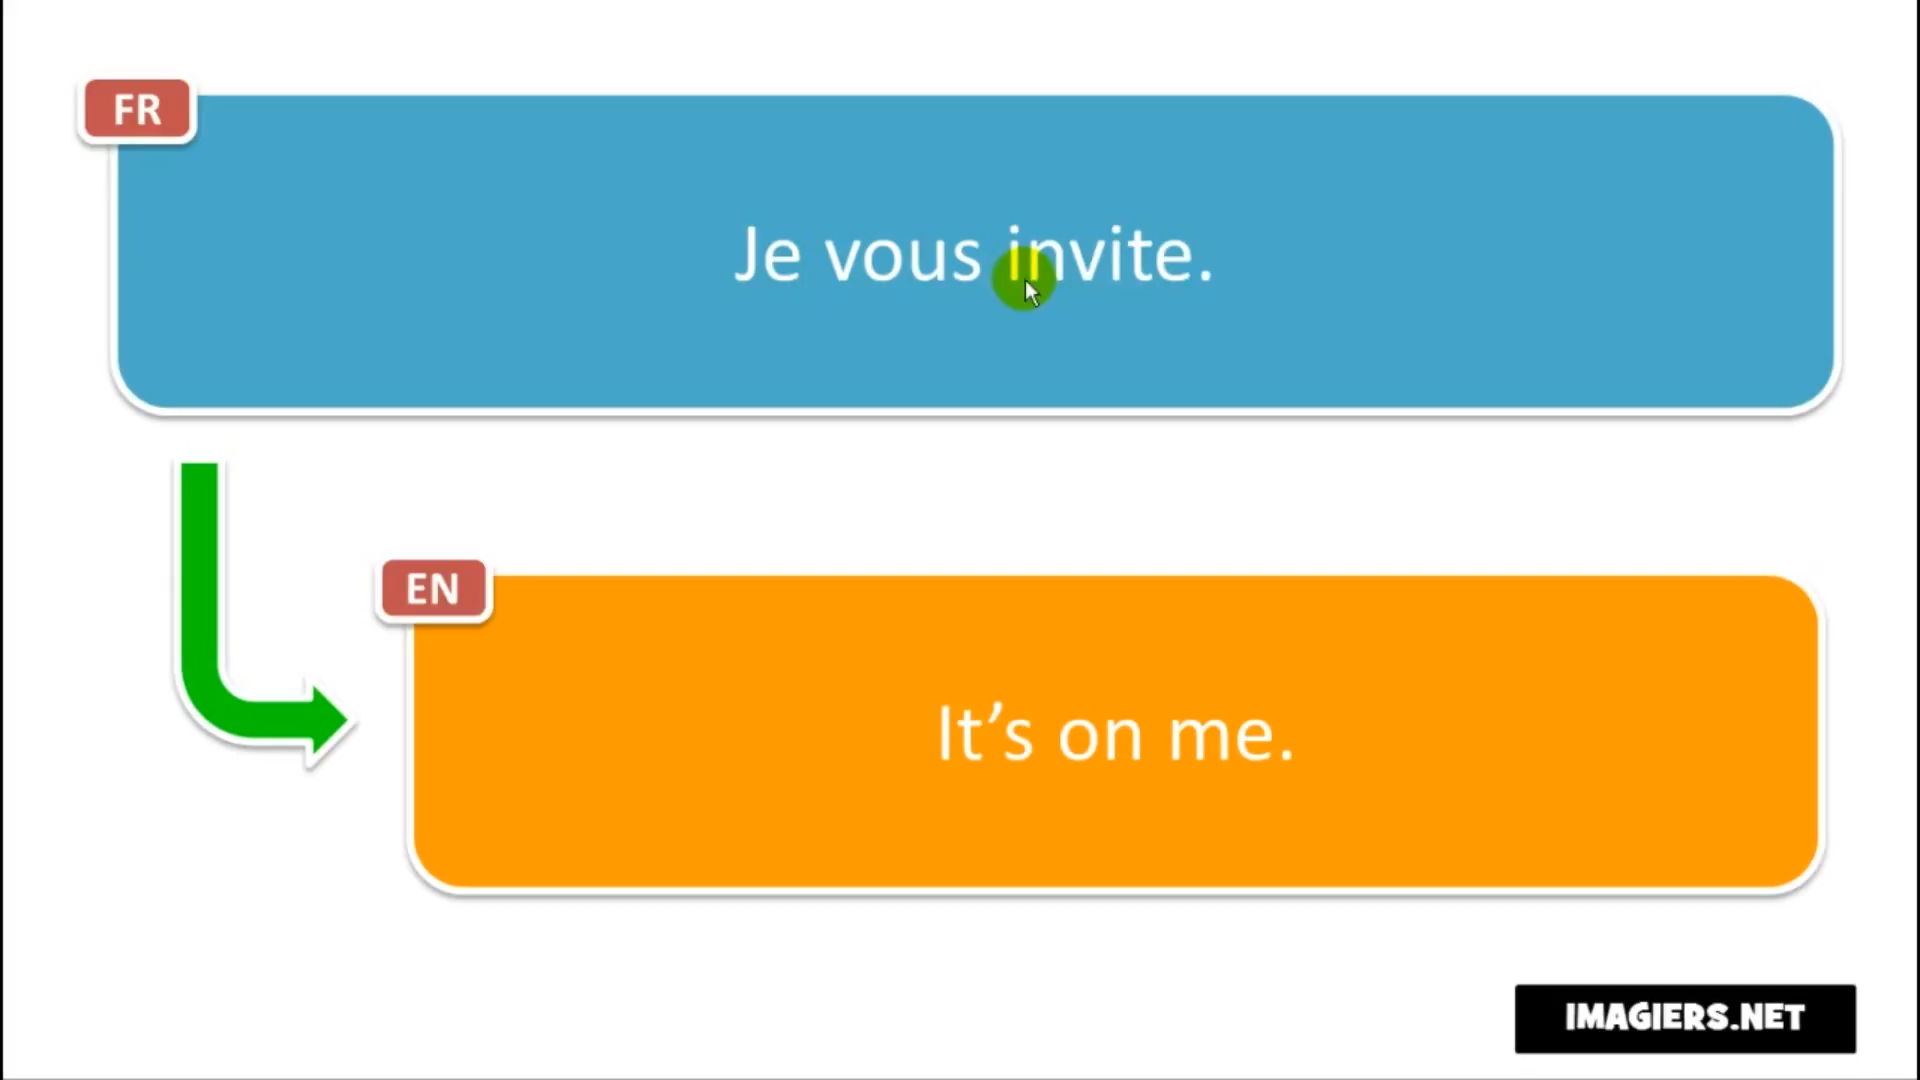 FR
Je vous invite.
EN
It’s on me.
IMAGIERS.NET